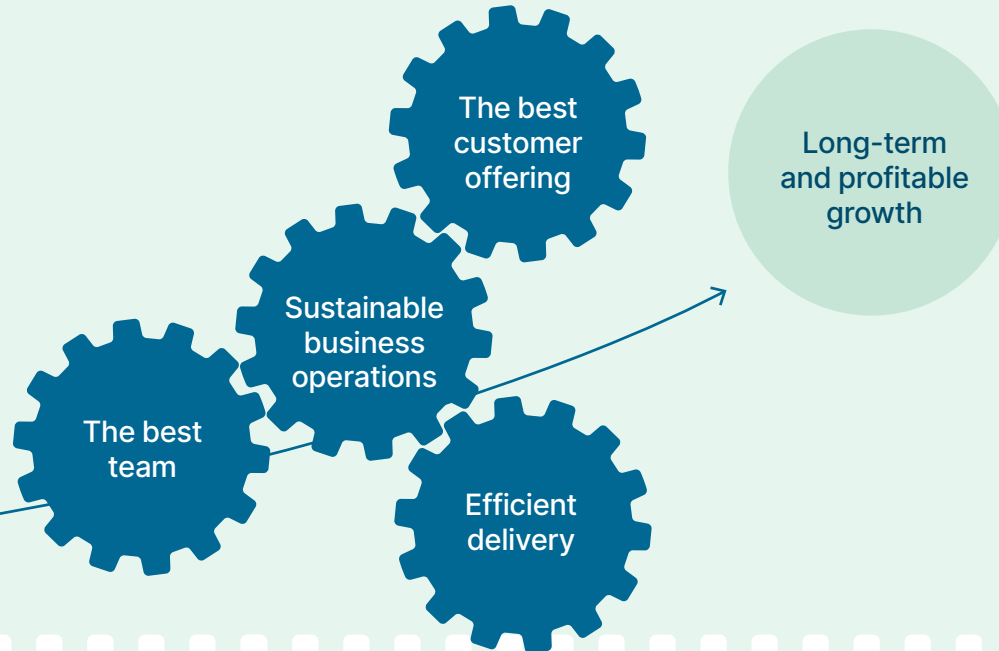 The best
customer
offering
Long-term
and profitable
growth
Sustainable
business
operations
The best
team
Efficient
delivery